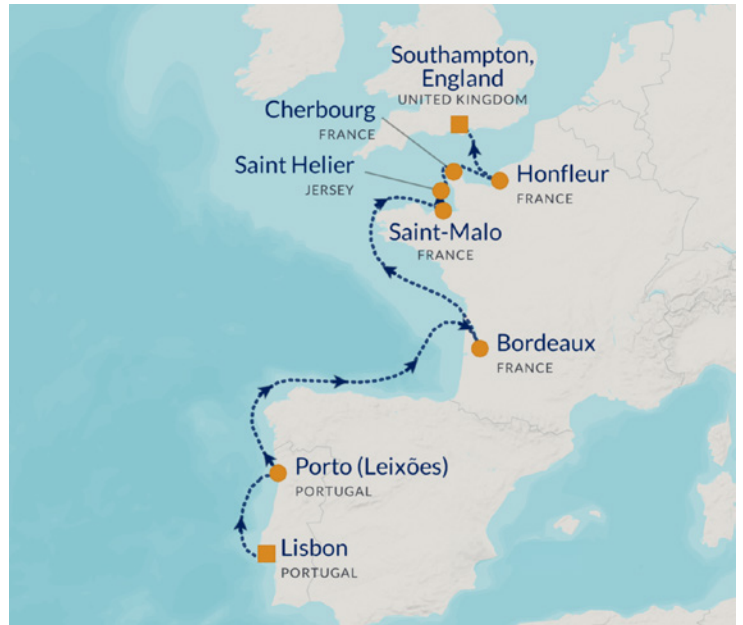 Southampton,
England
UNITED KINGDOM
Cherbourg
FRANCE
Saint Helier
JERSEY
Honfleur
FRANCE
Saint-Malo
FRANCE
Bordeaux
FRANCE
Porto (Leixões)
PORTUGAL
Lisbon
PORTUGAL